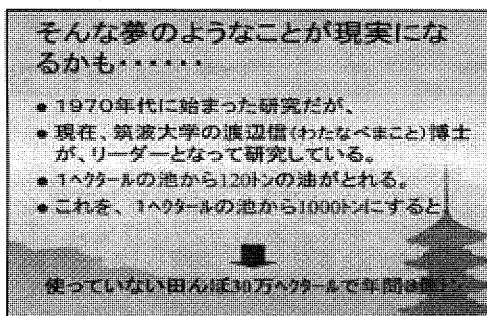 そんな夢のようなことが現実にな
るかも・・・・・・
● 1970年代に始まった研究だが、
● 現在、筑波大学の渡辺信(わたなべまこと)博士
が、リーダーとなって研究している。
● 1ヘクタールの池から120トンの油がとれる。
● これを、1ヘクタールの池から1000トンにすると
使っていない田んぼ30万ヘクタールで年間3億トン